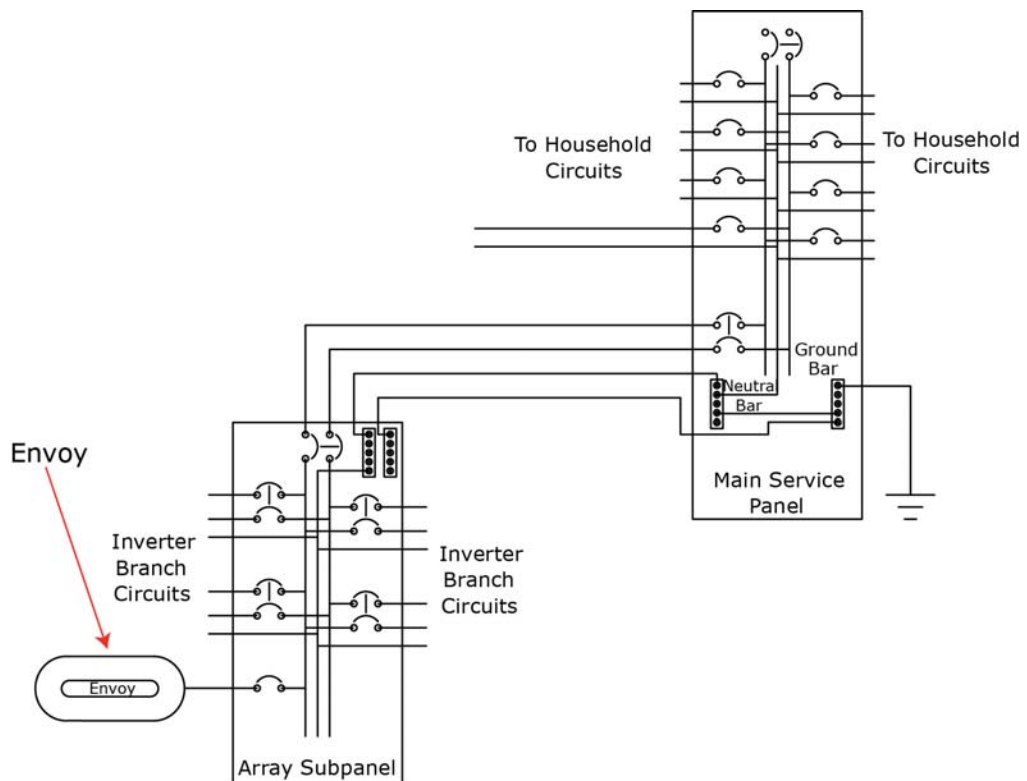 To Household
Circuits
To Household
Circuits
Ground
Bar
Neutral
Bar
Main Service
Panel
Envoy
Inverter
Branch
Circuits
Inverter
Branch
Circuits
Envoy
Array Subpanel